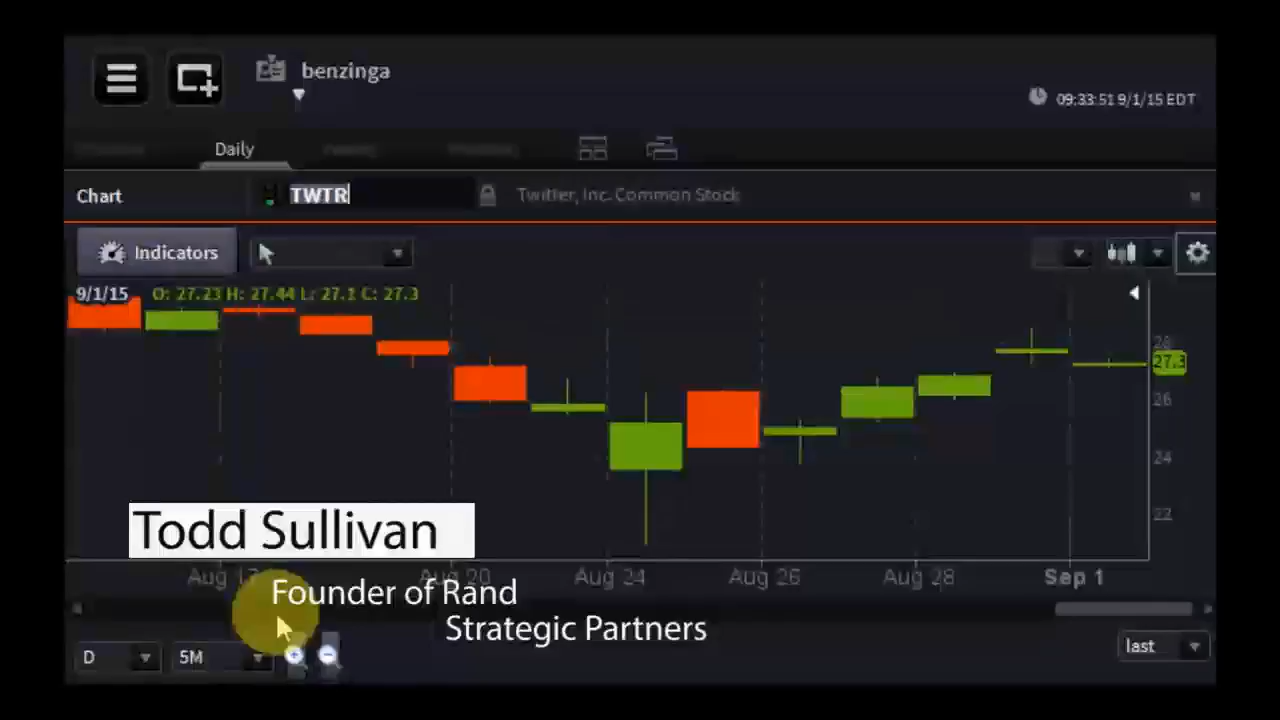 benzinga
09:33:51 9/1/15 EDT
Daily
Chart
TWTR
Twitter, Inc. Common Stock
Indicators
9/1/15 O: 27.23 H: 27.44 L: 27.1 C: 27.3
28
27.3
26
24
22
Todd Sullivan
Aug 20 Aug 24 Aug 26 Aug 28 Sep 1
Founder of Rand
Strategic Partners
D 5M last